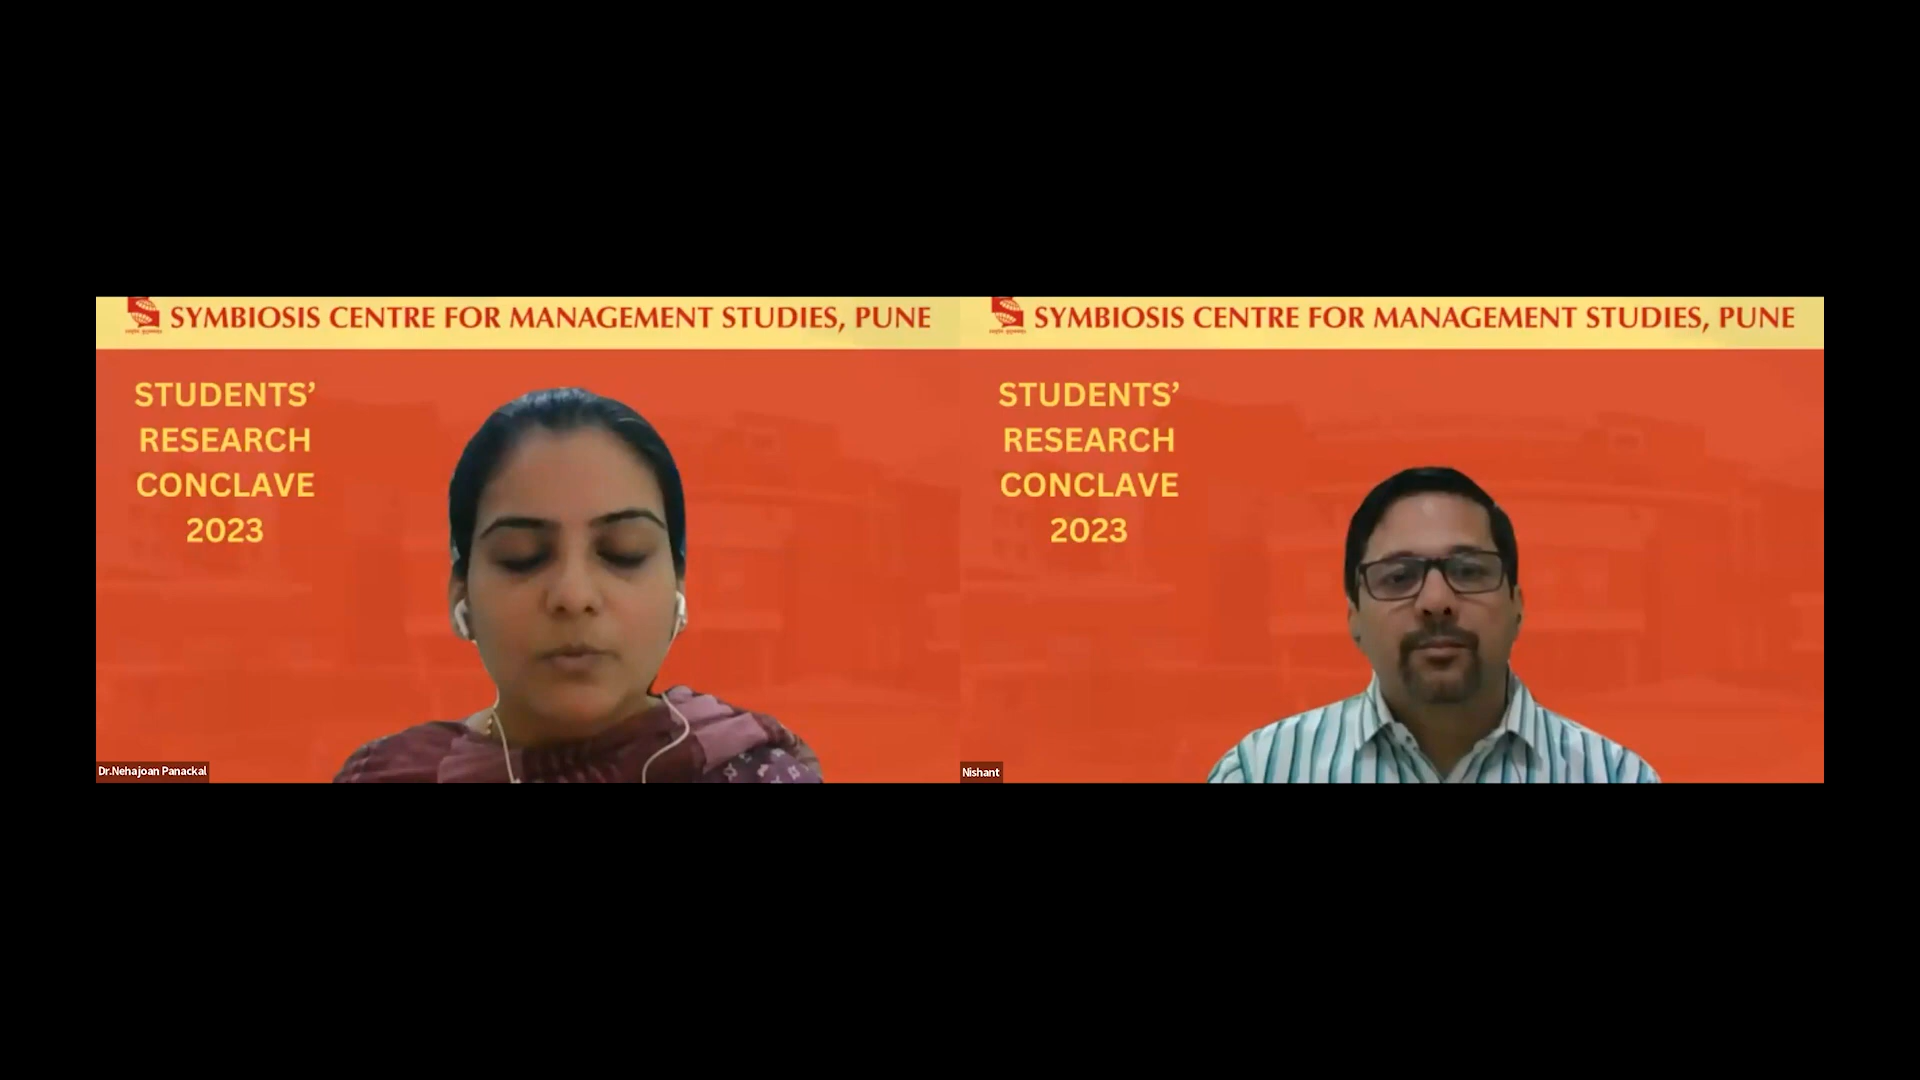 SYMBIOSIS CENTRE FOR MANAGEMENT STUDIES, PUNE
STUDENTS’
RESEARCH
CONCLAVE
2023
Dr.Nehajoan Panackal
SYMBIOSIS CENTRE FOR MANAGEMENT STUDIES, PUNE
STUDENTS’
RESEARCH
CONCLAVE
2023
Nishant